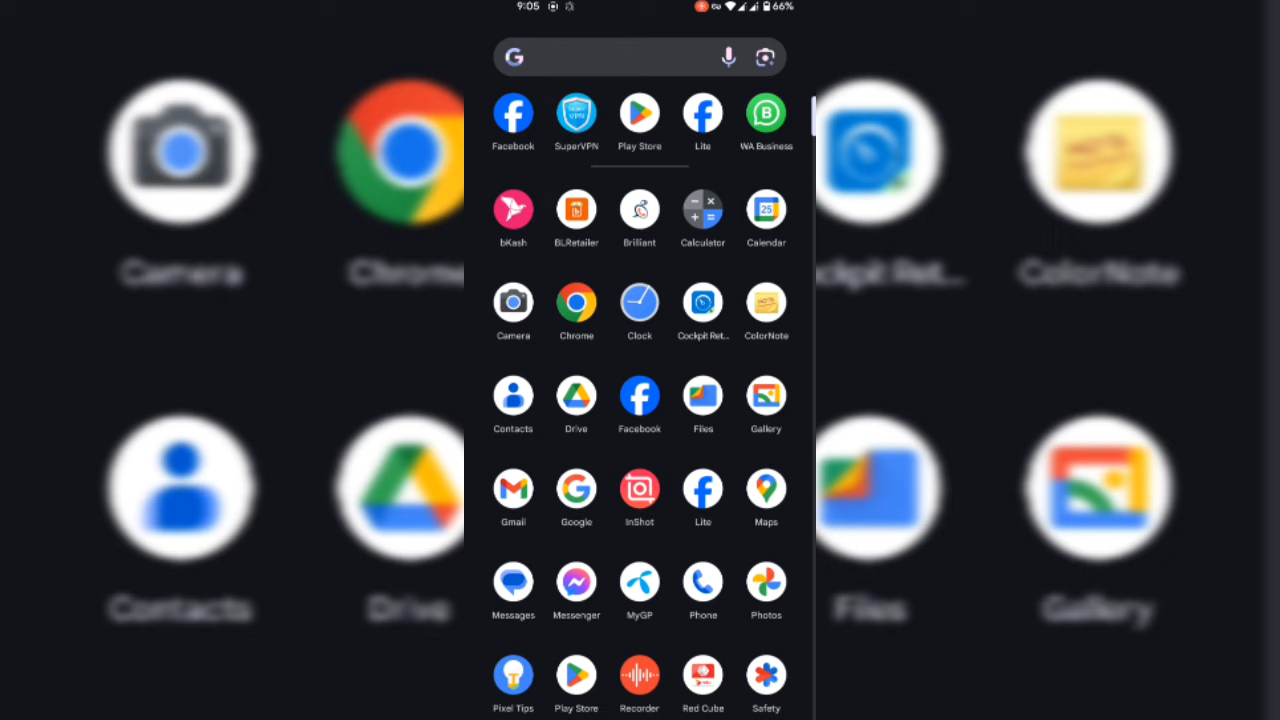 9:05 66%
Facebook SuperVPN Play Store Lite WA Business
bKash BLRetailer Brilliant Calculator Calendar
Camera Chrome Clock Cockpit Ret... ColorNote
Contacts Drive Facebook Files Gallery
Gmail Google InShot Lite Maps
Messages Messenger MyGP Phone Photos
Pixel Tips Play Store Recorder Red Cube Safety
Camera Chrome ckpit Ret... ColorNote
Contacts Drive Files Gallery